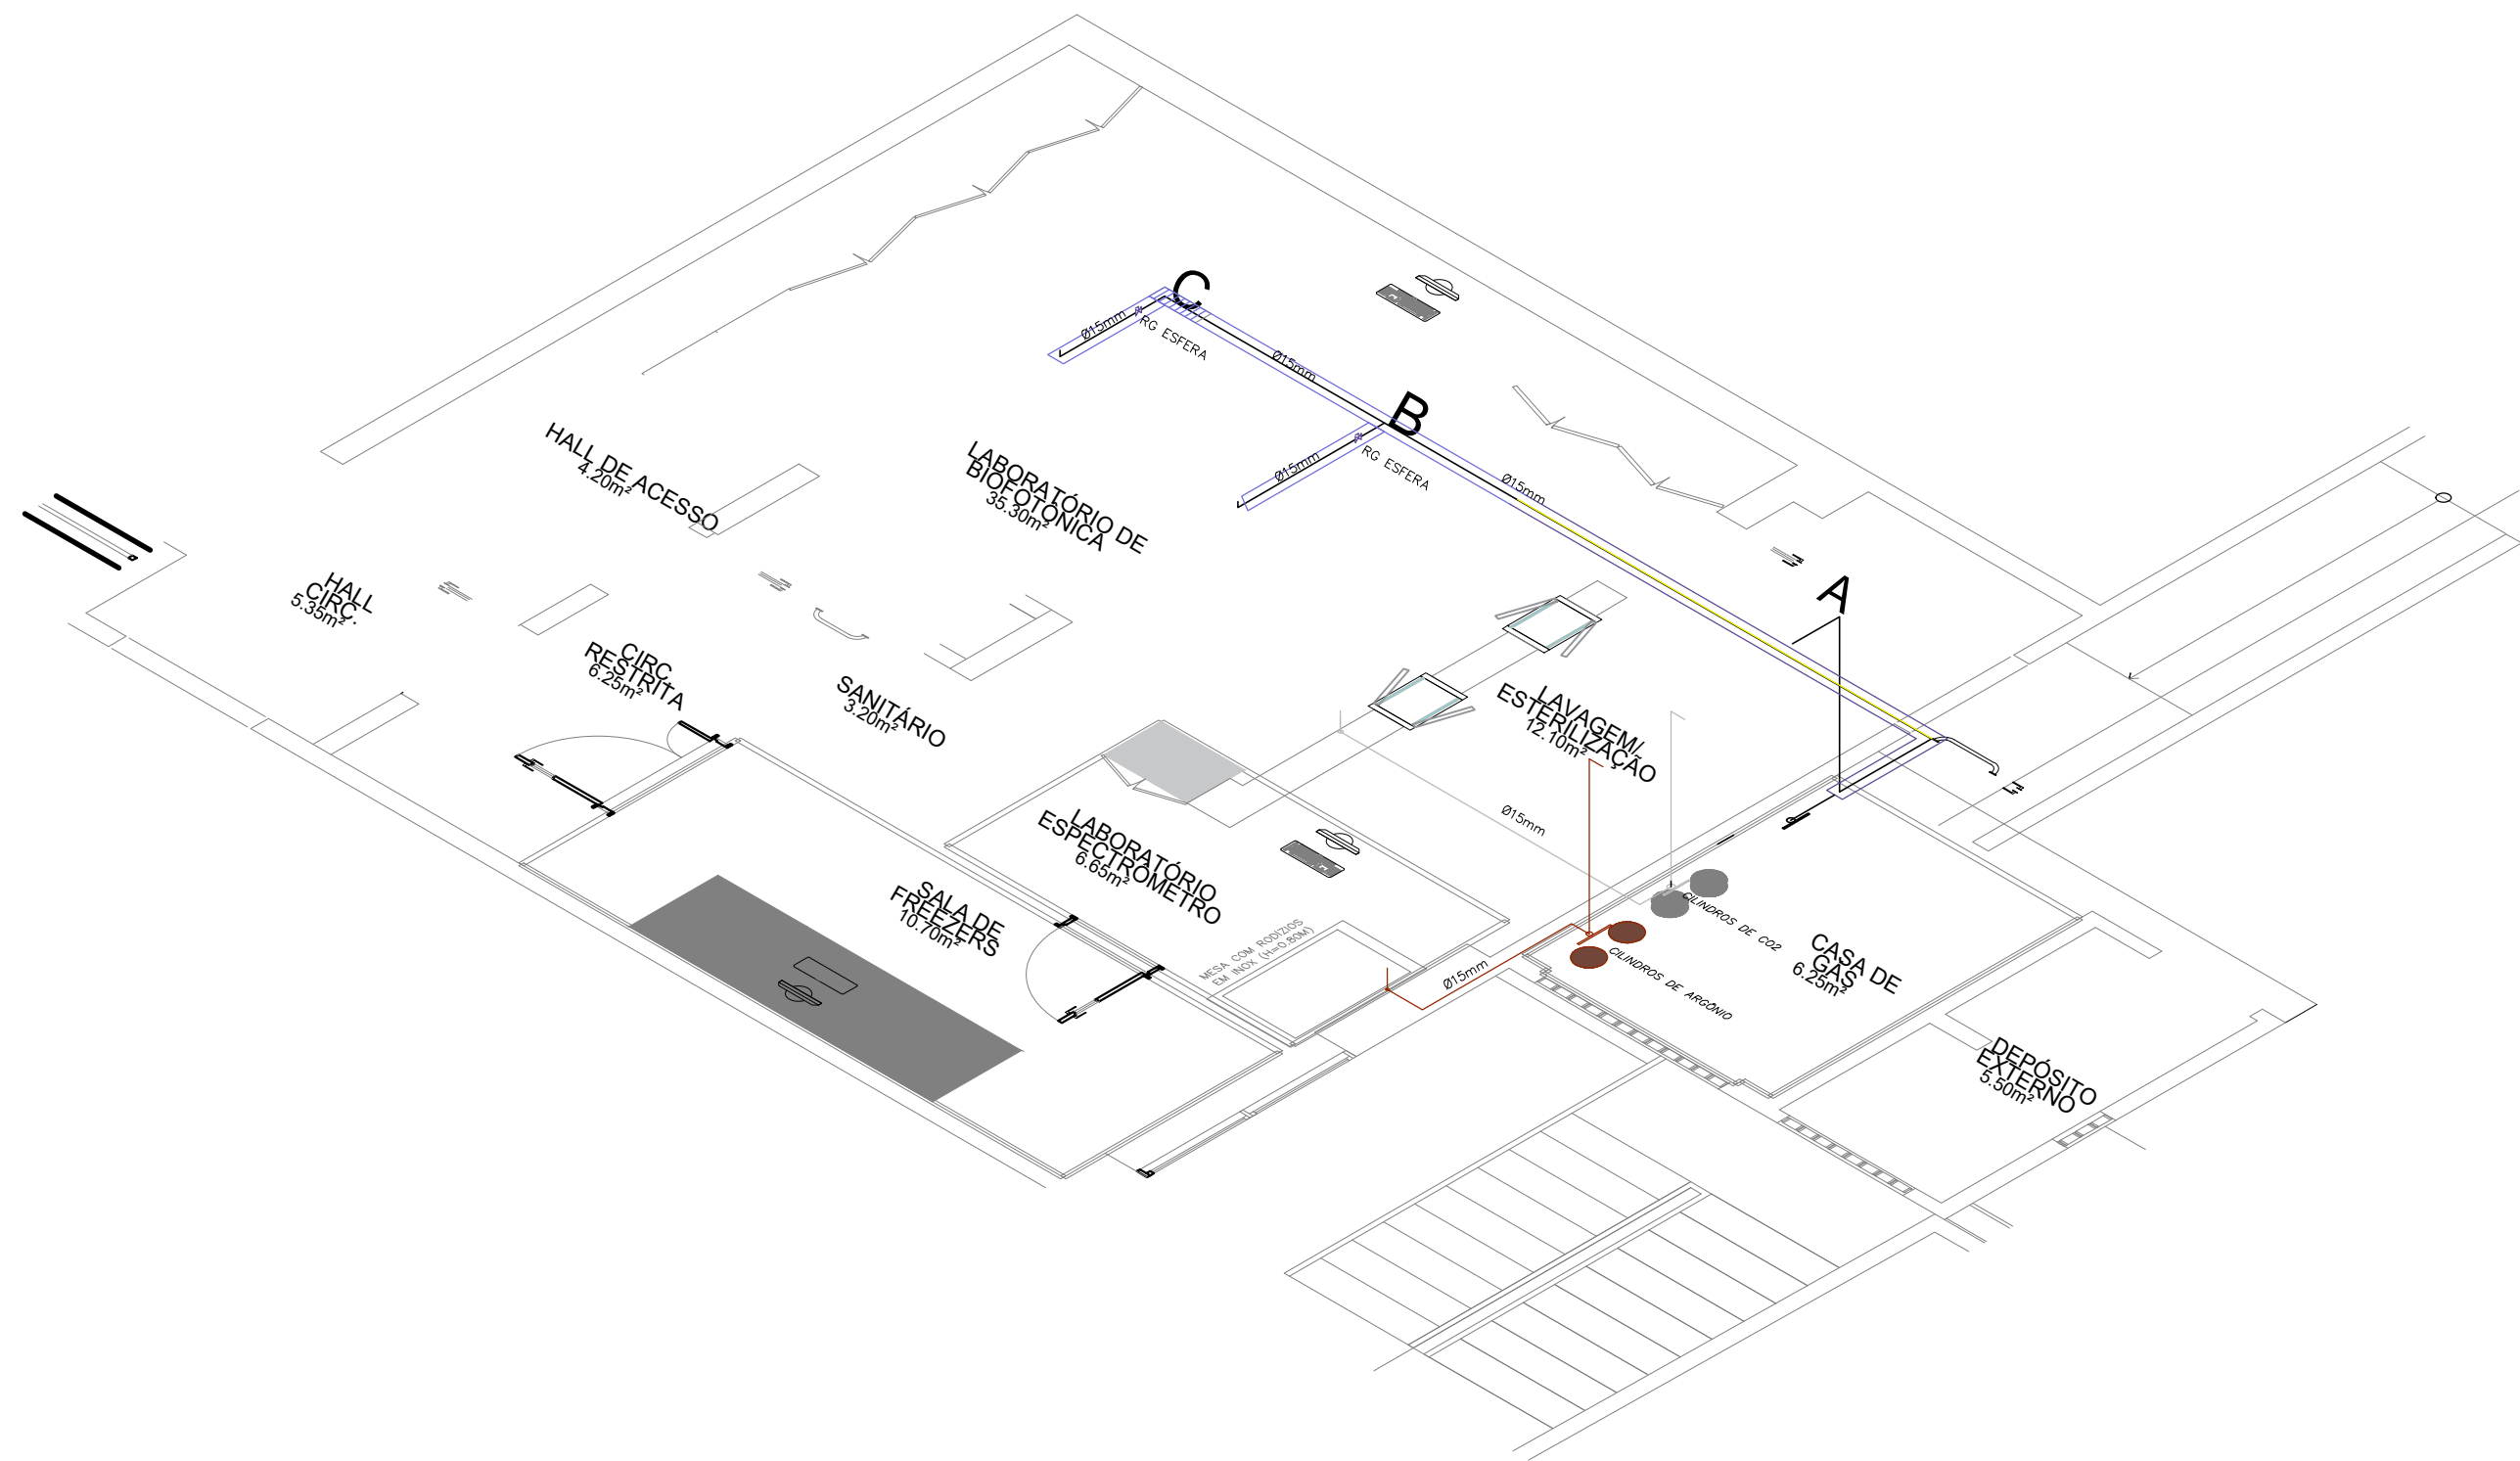 C
Ø15mm
RG ESFERA
Ø15mm
B
Ø15mm
RG ESFERA
Ø15mm
A
HALL DE ACESSO
4.20m²
LABORATÓRIO DE
BIOFOTÔNICA
35.30m²
HALL
CIRC.
5.35m²
CIRC.
RESTRITA
6.25m²
SANITÁRIO
3.20m²
LAVAGEM/
ESTERILIZAÇÃO
12.10m²
Ø15mm
LABORATÓRIO
ESPECTRÔMETRO
6.65m²
SALA DE
FREEZERS
10.70m²
MESA COM RODÍZIOS
EM INOX (H=0.80M)
Ø15mm
CILINDROS DE CO2
CILINDROS DE ARGÔNIO
CASA DE
GÁS
6.25m²
DEPÓSITO
EXTERNO
5.50m²